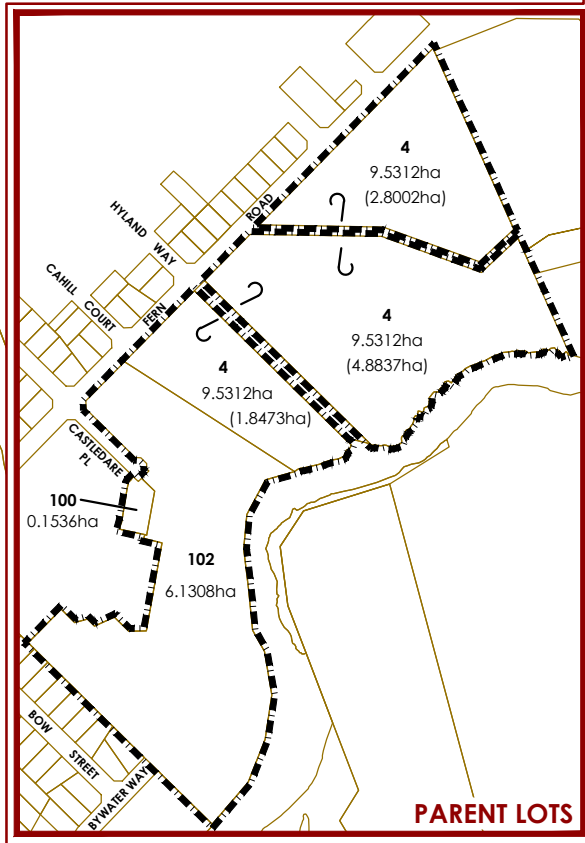 4
9.5312ha
(2.8002ha)
HYLAND WAY
ROAD
CAHILL COURT
FERN
4
9.5312ha
(4.8837ha)
4
9.5312ha
(1.8473ha)
CASTLEDARE
PL
100
0.1536ha
102
6.1308ha
BOW STREET
BYWATER WAY
PARENT LOTS